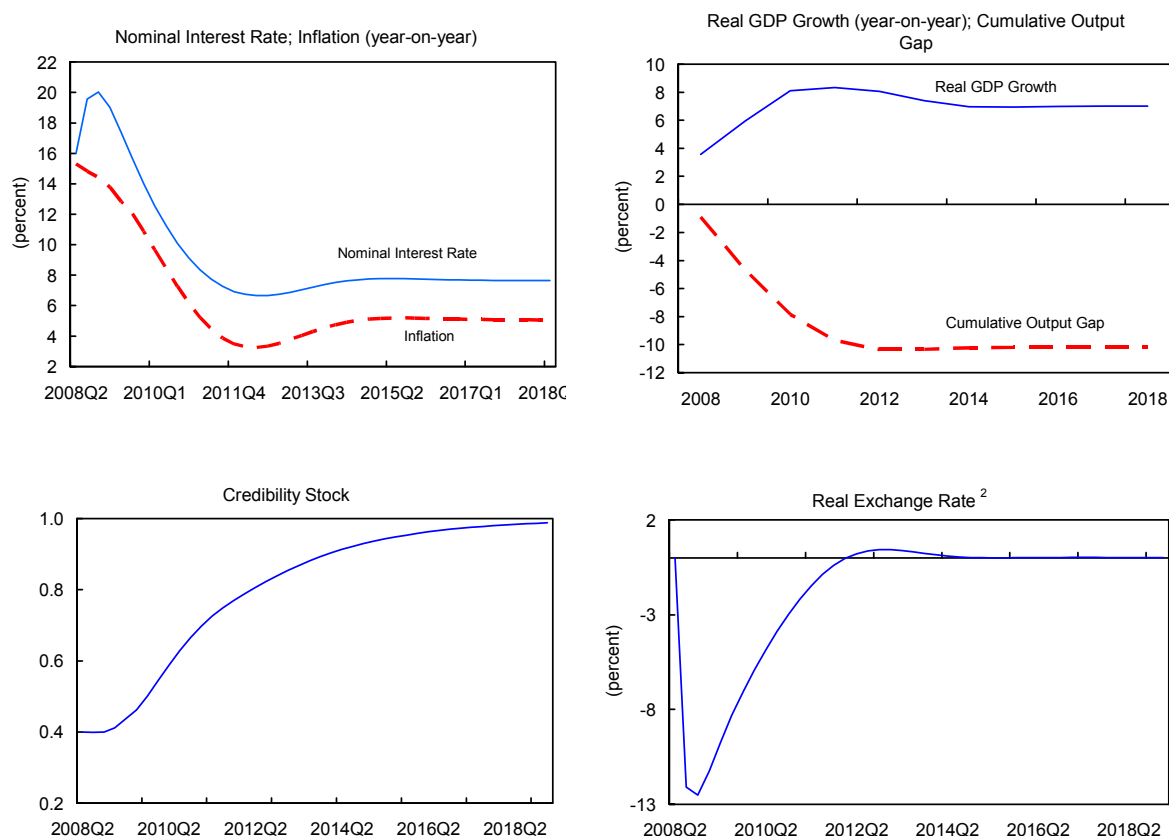 Nominal Interest Rate; Inflation (year-on-year)
22
20
18
16
14
12
10
8
6
4
2
(percent)
Nominal Interest Rate
Inflation
2008Q2 2010Q1 2011Q4 2013Q3 2015Q2 2017Q1 2018Q
Real GDP Growth (year-on-year); Cumulative Output
Gap
10
8
6
4
2
0
-2
-4
-6
-8
-10
-12
(percent)
Real GDP Growth
Cumulative Output Gap
2008 2010 2012 2014 2016 2018
Credibility Stock
1.0
0.8
0.6
0.4
0.2
2008Q2 2010Q2 2012Q2 2014Q2 2016Q2 2018Q2
Real Exchange Rate 2
2
-3
-8
-13
(percent)
2008Q2 2010Q2 2012Q2 2014Q2 2016Q2 2018Q2